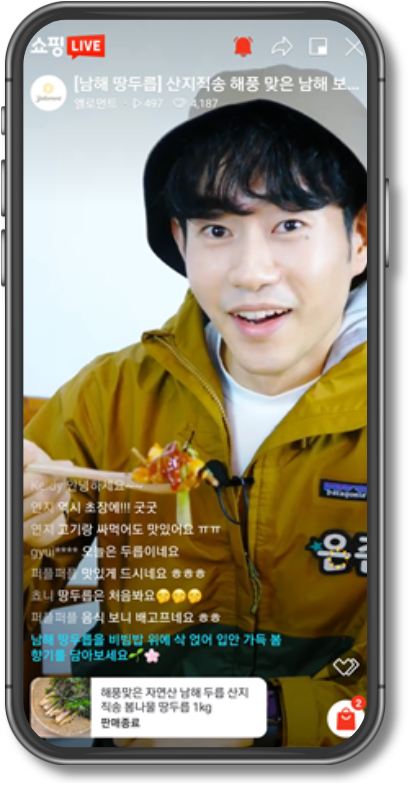 쇼핑 LIVE
[남해 땅두릅] 산지직송 해풍 맞은 남해 보...
옐로먼트 · ▷497 4,187
Kelly 안녕하세요~~
연지 역시 초장에!!! 굿굿
연지 고기랑 싸먹어도 맛있어요 ㅠㅠ
gyul**** 오늘은 두릅이네요
퍼플퍼플 맛있게 드시네요 ㅎㅎㅎ
쵸니 땅두릅은 처음봐요
퍼플퍼플 음식 보니 배고프네요 ㅎㅎ
남해 땅두릅을 비빔밥 위에 삭 얹어 입안 가득 봄
향기를 담아보세요
해풍맞은 자연산 남해 두릅 산지
직송 봄나물 땅두릅 1kg
판매종료
2
patagonia